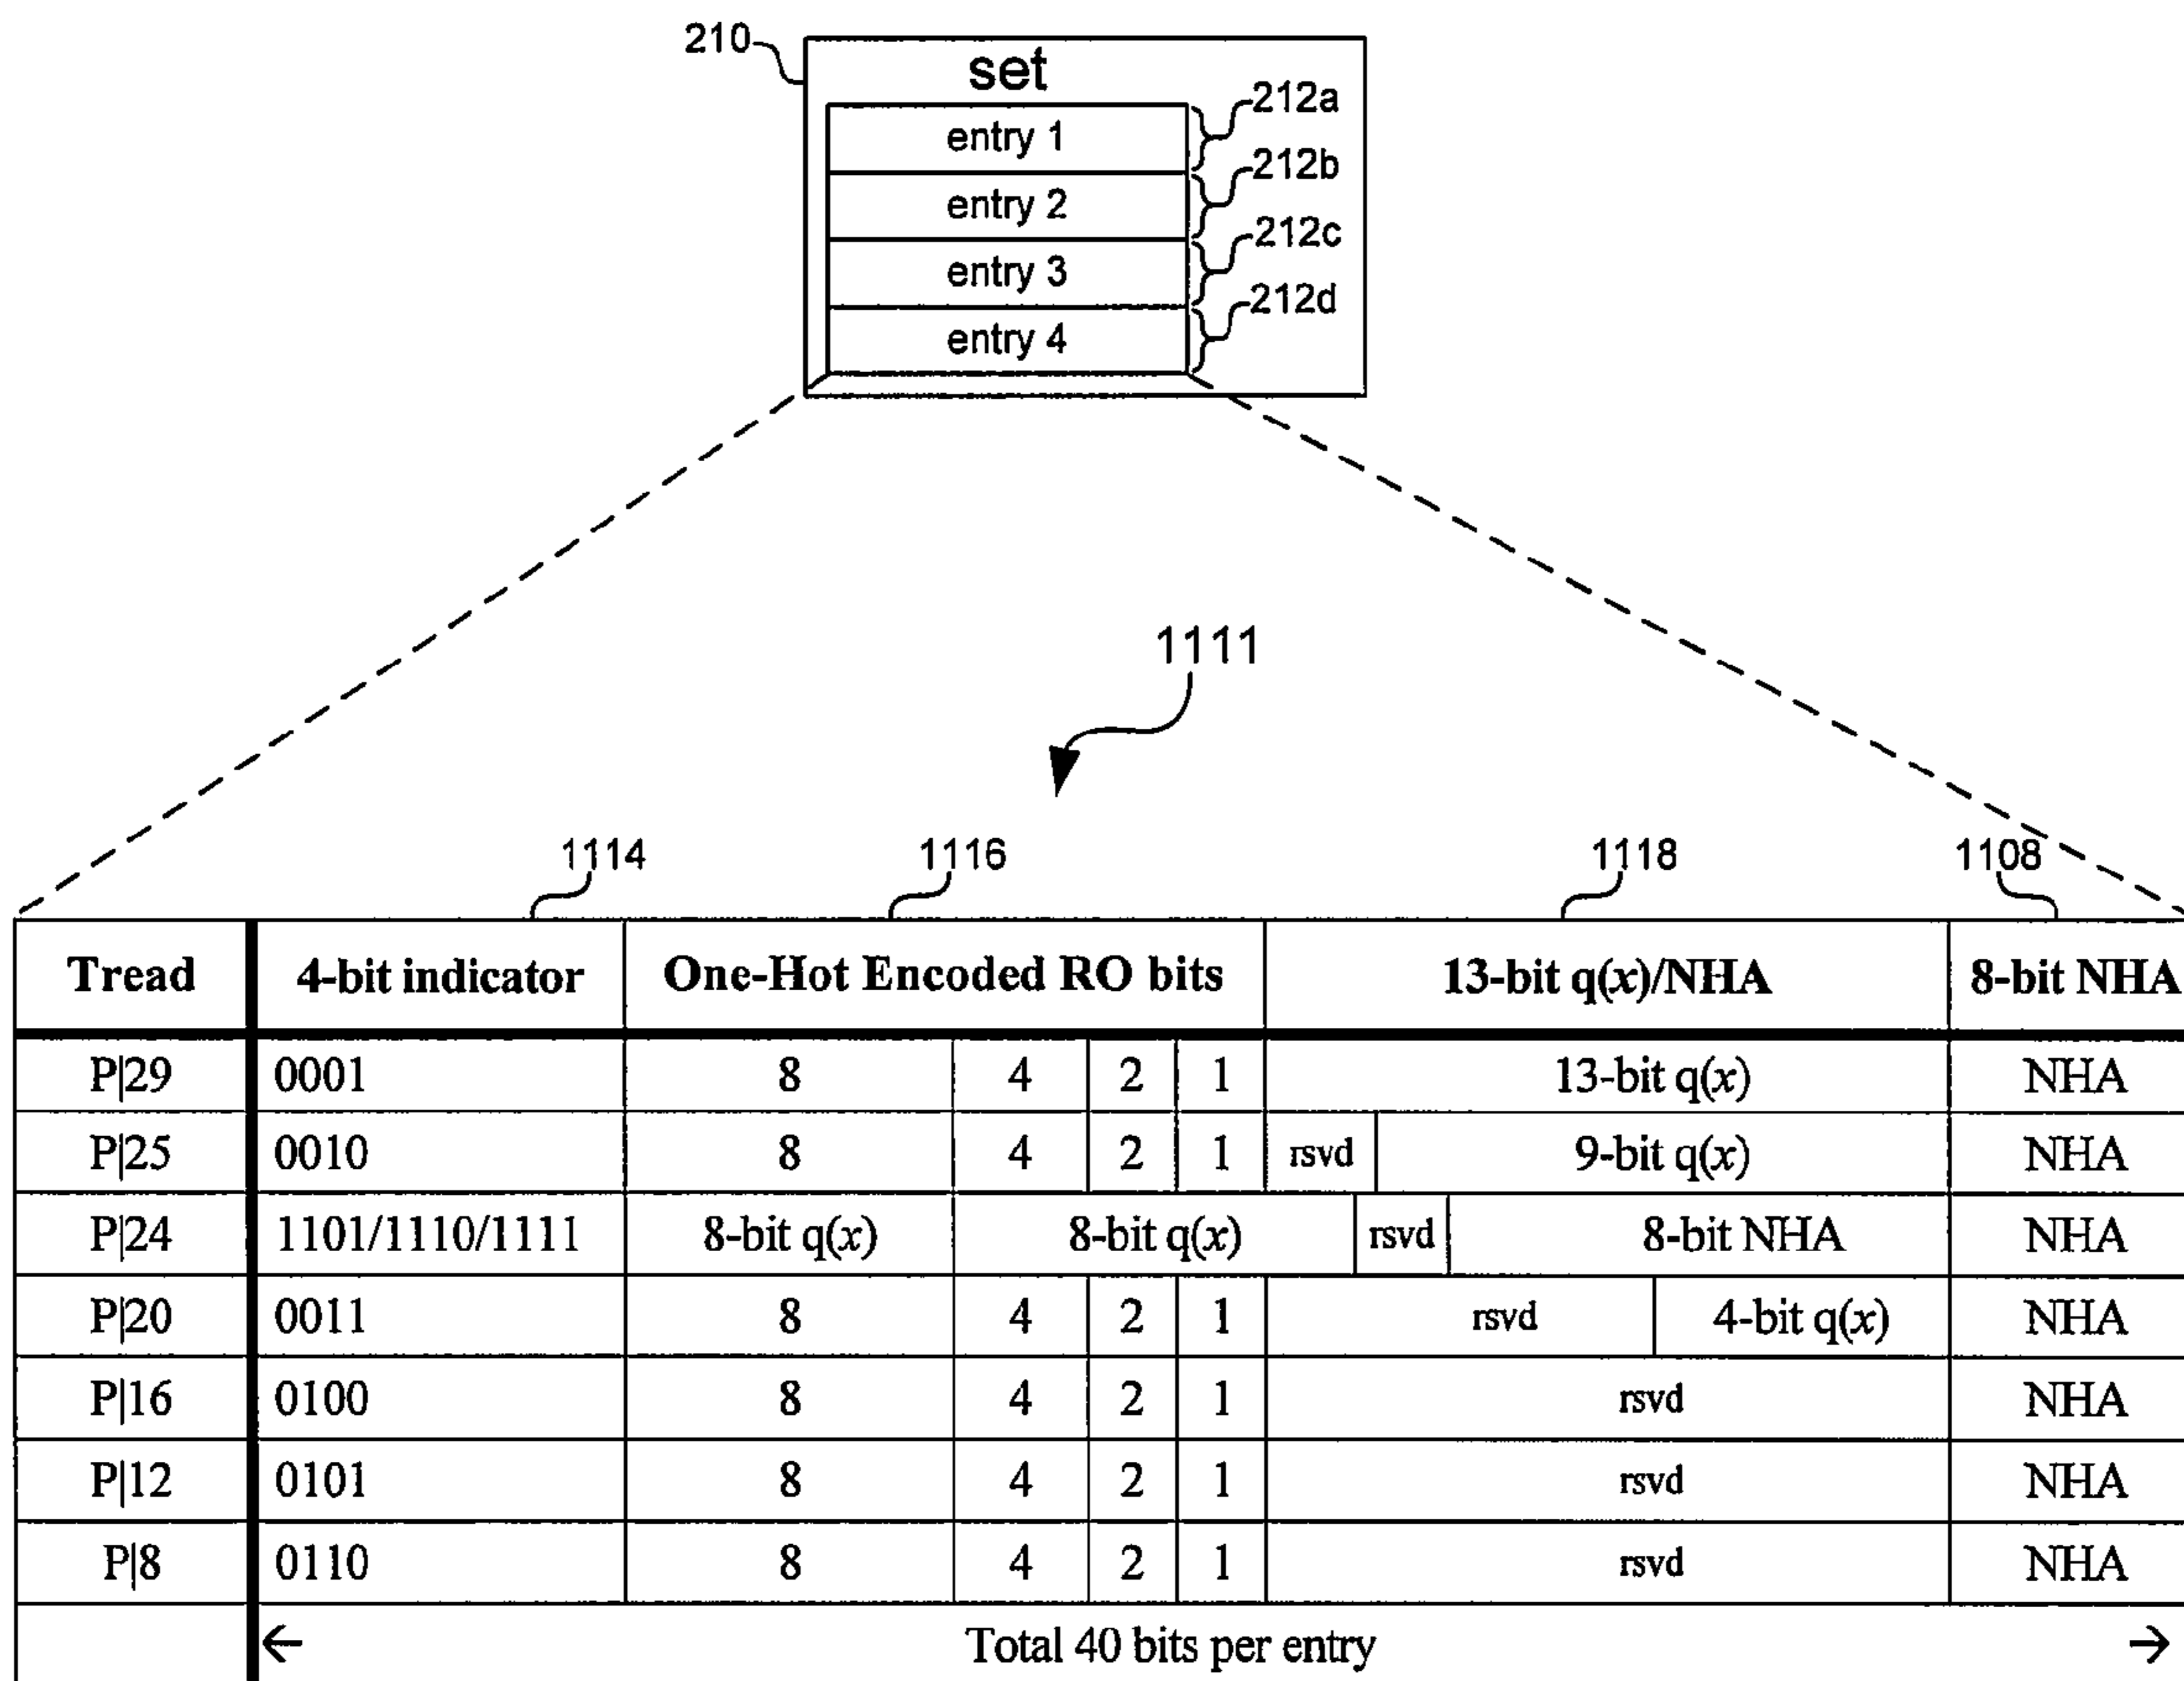 210
set
212a
entry 1
212b
entry 2
212c
entry 3
212d
entry 4
1111
1114 1116 1118 1108
Tread 4-bit indicator One-Hot Encoded RO bits 13-bit q(x)/NHA 8-bit NHA
P|29 0001 8 4 2 1 13-bit q(x) NHA
P|25 0010 8 4 2 1 rsvd 9-bit q(x) NHA
P|24 1101/1110/1111 8-bit q(x) 8-bit q(x) rsvd 8-bit NHA NHA
P|20 0011 8 4 2 1 rsvd 4-bit q(x) NHA
P|16 0100 8 4 2 1 rsvd NHA
P|12 0101 8 4 2 1 rsvd NHA
P|8 0110 8 4 2 1 rsvd NHA
← Total 40 bits per entry →